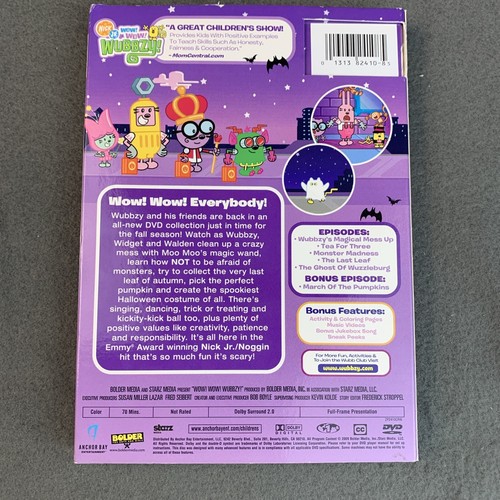 Nick Jr.
WOW!
WOW!
WUBBZY!
"A GREAT CHILDREN'S SHOW!
Provides Kids With Positive Examples
To Teach Skills Such As Honesty,
Fairness & Cooperation."
- MomCentral.com
0 1313 82410-8
Wow! Wow! Everybody!
Wubbzy and his friends are back in an
all-new DVD collection just in time for
the fall season! Watch as Wubbzy,
Widget and Walden clean up a crazy
mess with Moo Moo's magic wand,
learn how NOT to be afraid of
monsters, try to collect the very last
leaf of autumn, pick the perfect
pumpkin and create the spookiest
Halloween costume of all. There's
singing, dancing, trick or treating and
kickity-kick ball too, plus plenty of
positive values like creativity, patience
and responsibility. It's all here in the
Emmy® Award winning Nick Jr./Noggin
hit that's so much fun it's scary!
EPISODES:
• Wubbzy's Magical Mess Up
• Tea For Three
• Monster Madness
• The Last Leaf
• The Ghost Of Wuzzleburg
BONUS EPISODE:
• March Of The Pumpkins
Bonus Features:
Activity & Coloring Pages
Music Videos
Bonus Jukebox Song
Sneak Peeks
For More Fun, Activities &
To Join the Wubb Club Visit
www.wubbzy.com
BOLDER MEDIA and STARZ MEDIA PRESENT "WOW! WOW! WUBBZY!" PRODUCED BY BOLDER MEDIA, INC. IN ASSOCIATION WITH STARZ MEDIA, LLC.
EXECUTIVE PRODUCERS SUSAN MILLER LAZAR FRED SEIBERT CREATOR AND EXECUTIVE PRODUCER BOB BOYLE SUPERVISING PRODUCER KEVIN KOLDE STORY EDITOR FREDERICK STROPPEL
Color
78 Mins.
Not Rated
Dolby Surround 2.0
Full-Frame Presentation
ANCHOR BAY
ENTERTAINMENT
BOLDER
MEDIA
starz
media
www.anchorbayent.com/childrens
DOLBY
DIGITAL
CC
DVD
VIDEO